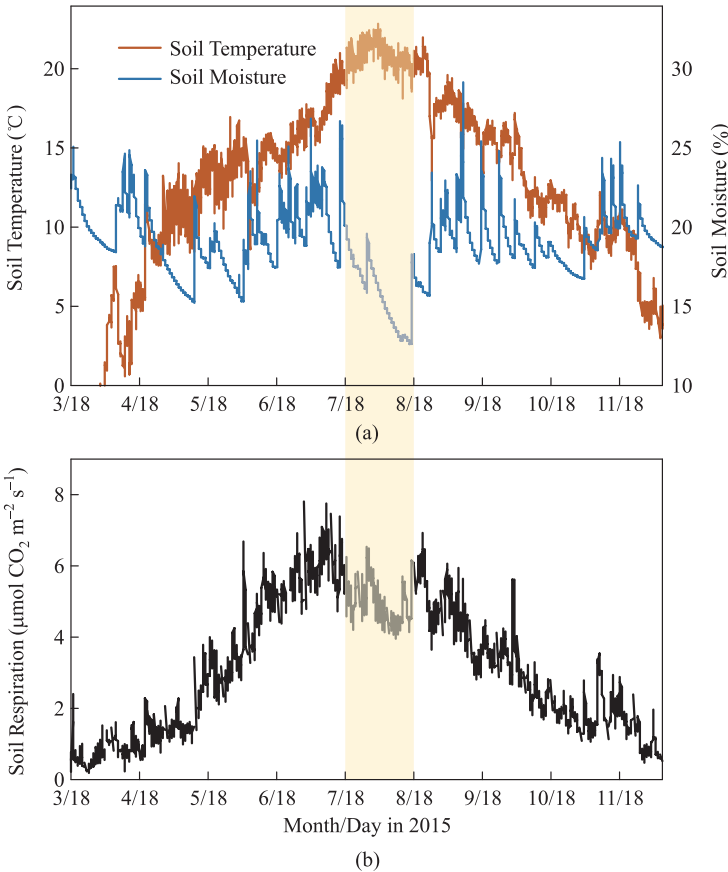 Soil Temperature
Soil Moisture
Soil Temperature (℃)
20
15
10
5
0
Soil Moisture (%)
30
25
20
15
10
3/18 4/18 5/18 6/18 7/18 8/18 9/18 10/18 11/18
(a)
Soil Respiration (μmol CO₂ m⁻² s⁻¹)
8
6
4
2
0
3/18 4/18 5/18 6/18 7/18 8/18 9/18 10/18 11/18
Month/Day in 2015
(b)